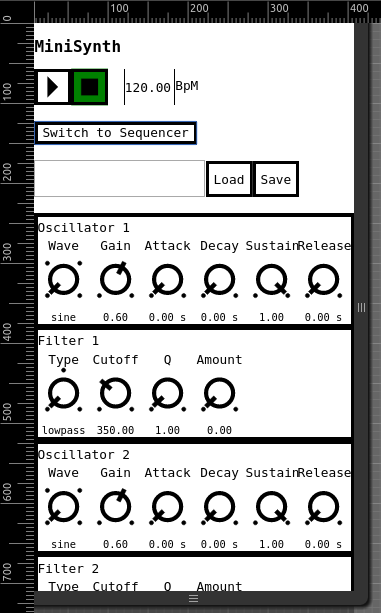 0 100 200 300 400
MiniSynth
120.00 BpM
Switch to Sequencer
Load Save
Oscillator 1
Wave Gain Attack Decay Sustain Release
sine 0.60 0.00 s 0.00 s 1.00 0.00 s
Filter 1
Type Cutoff Q Amount
lowpass 350.00 1.00 0.00
Oscillator 2
Wave Gain Attack Decay Sustain Release
sine 0.60 0.00 s 0.00 s 1.00 0.00 s
Filter 2
Type Cutoff Q Amount
0
100
200
300
400
500
600
700